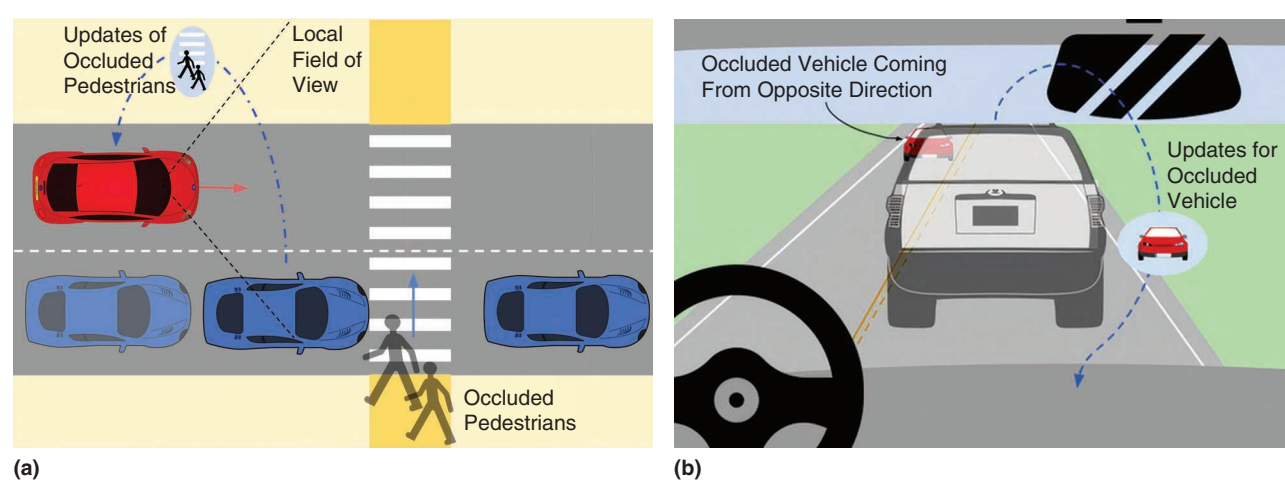 Updates of
Occluded
Pedestrians
Local
Field of
View
Occluded
Pedestrians
(a)
Occluded Vehicle Coming
From Opposite Direction
Updates for
Occluded
Vehicle
(b)